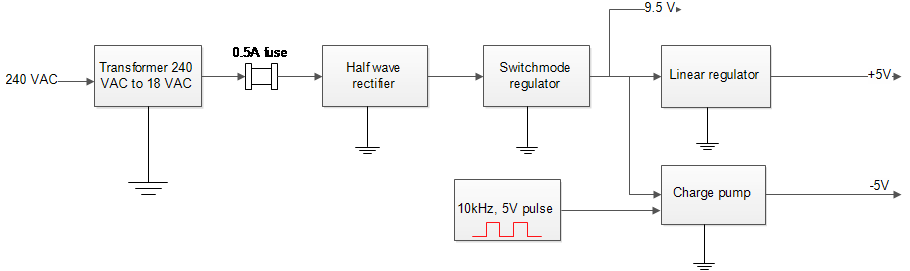 9.5 V
240 VAC
Transformer 240
VAC to 18 VAC
0.5A fuse
Half wave
rectifier
Switchmode
regulator
Linear regulator
+5V
10kHz, 5V pulse
Charge pump
-5V